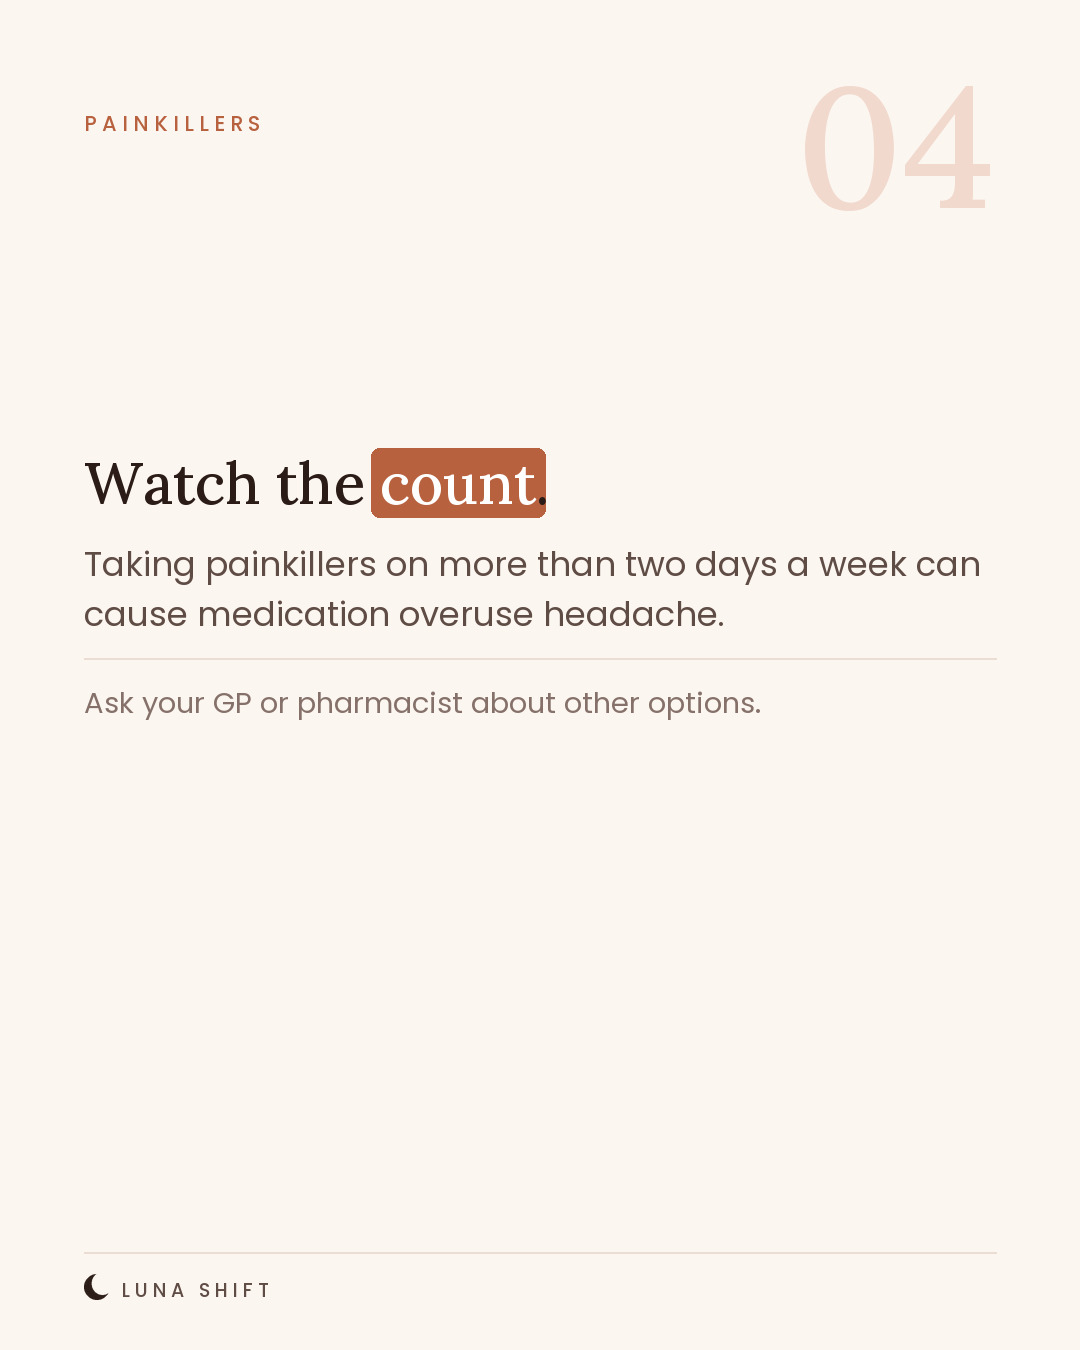 PAINKILLERS
04
Watch the count.
Taking painkillers on more than two days a week can
cause medication overuse headache.
Ask your GP or pharmacist about other options.
LUNA SHIFT